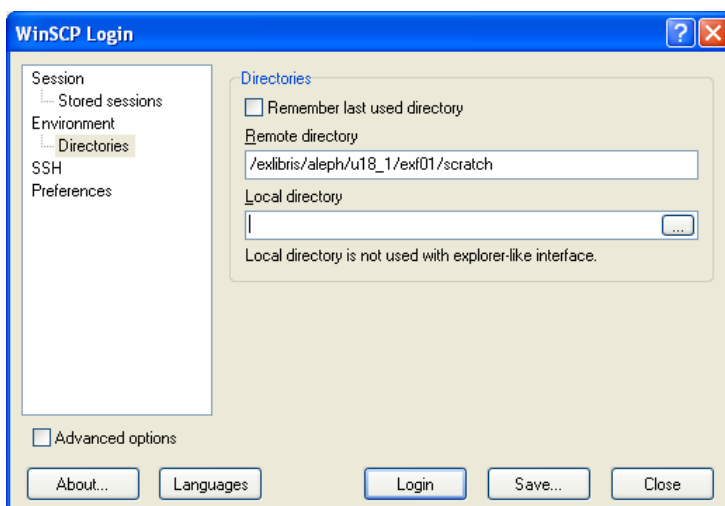 WinSCP Login
?
X
Session
Stored sessions
Environment
Directories
SSH
Preferences
Directories
Remember last used directory
Remote directory
/exlibris/aleph/u18_1/exf01/scratch
Local directory
...
Local directory is not used with explorer-like interface.
Advanced options
About... Languages Login Save... Close